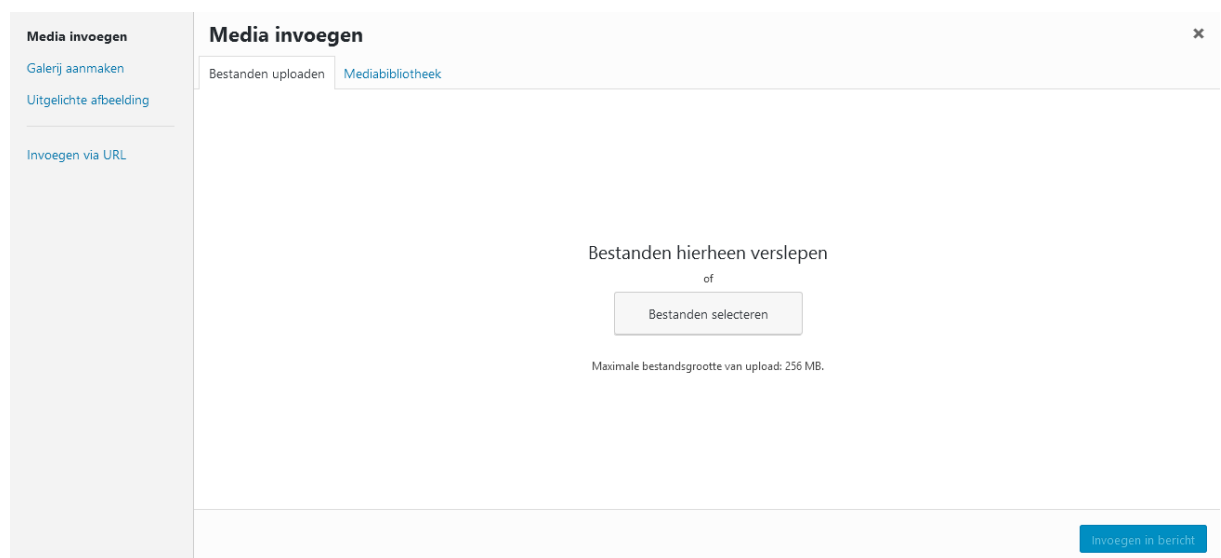 Media invoegen
Galerij aanmaken
Uitgelichte afbeelding
Invoegen via URL
Media invoegen
Bestanden uploaden
Mediabibliotheek
Bestanden hierheen verslepen
of
Bestanden selecteren
Maximale bestandsgrootte van upload: 256 MB.
Invoegen in bericht